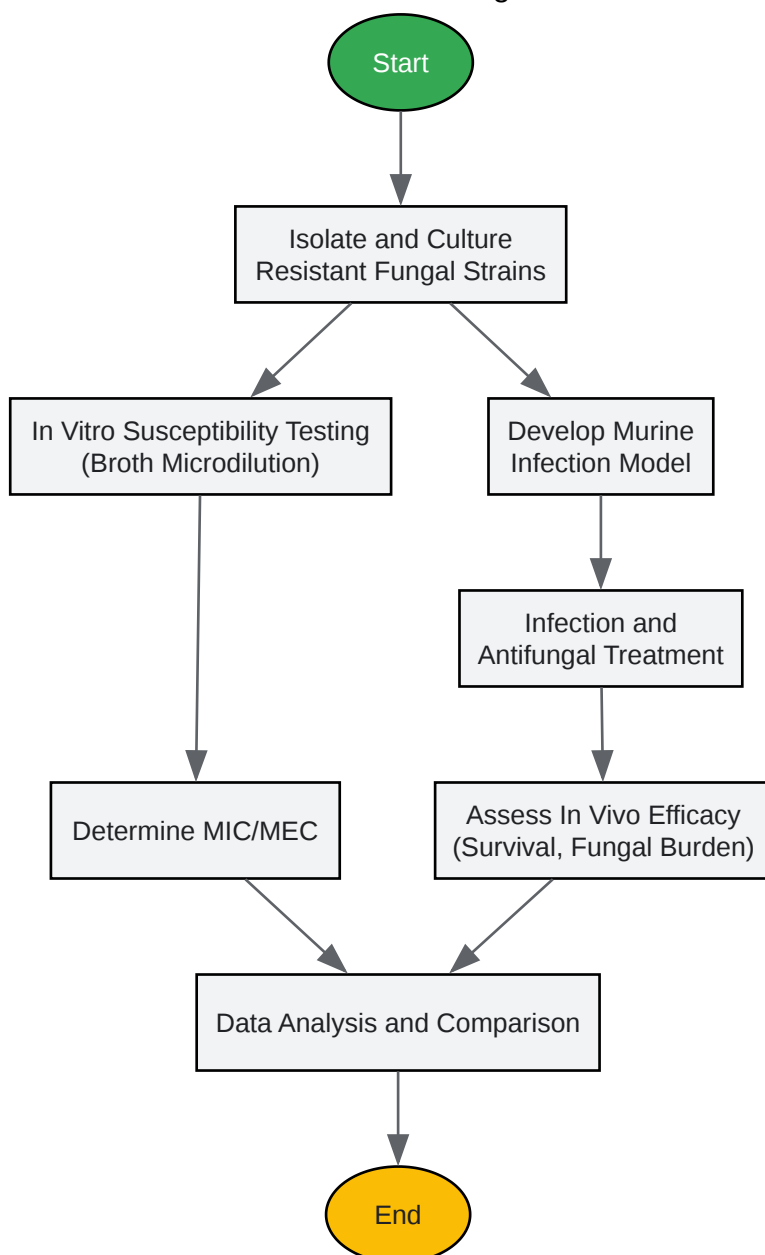 Start
Isolate and Culture
Resistant Fungal Strains
In Vitro Susceptibility Testing
(Broth Microdilution)
Develop Murine
Infection Model
Infection and
Antifungal Treatment
Determine MIC/MEC
Assess In Vivo Efficacy
(Survival, Fungal Burden)
Data Analysis and Comparison
End